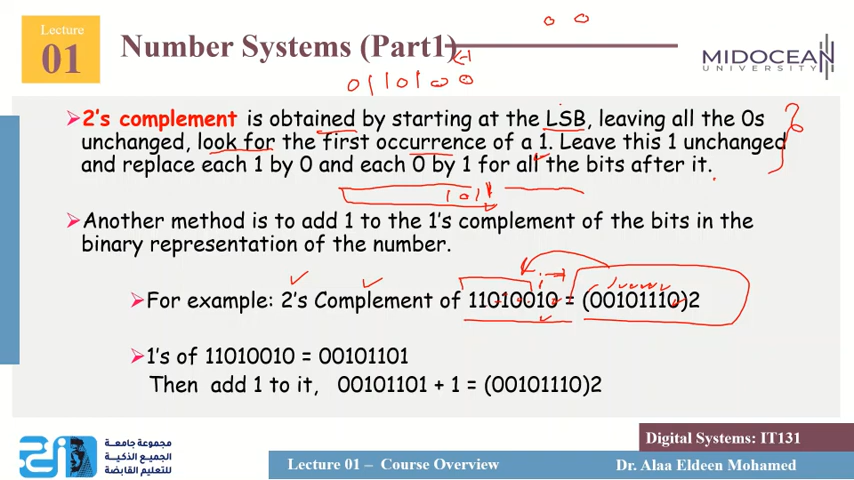 Lecture
01
Number Systems (Part1)
MIDOCEAN
UNIVERSITY
0110100
2's complement is obtained by starting at the LSB, leaving all the 0s
unchanged, look for the first occurrence of a 1. Leave this 1 unchanged
and replace each 1 by 0 and each 0 by 1 for all the bits after it.
101
Another method is to add 1 to the 1's complement of the bits in the
binary representation of the number.
For example: 2's Complement of 11010010 = (00101110)2
1's of 11010010 = 00101101
Then add 1 to it, 00101101 + 1 = (00101110)2
مجموعة جامعة
الجميع الذكية
للتعليم القابضة
Digital Systems: IT131
Lecture 01 – Course Overview
Dr. Alaa Eldeen Mohamed